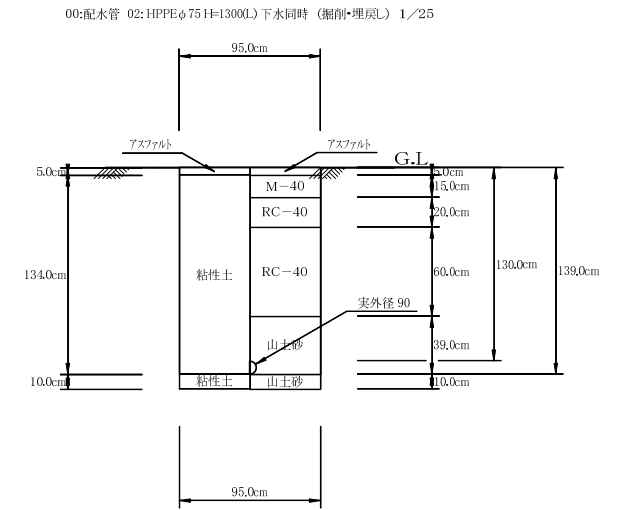 00:配水管 02:HPPEφ75 H=1300(L) 下水同時 (掘削・埋戻し) 1/25
95.0cm
アスファルト
アスファルト
G.L
5.0cm
5.0cm
M-40
15.0cm
RC-40
20.0cm
134.0cm
粘性土
RC-40
60.0cm
130.0cm
139.0cm
実外径 90
山土砂
39.0cm
10.0cm
粘性土
山土砂
10.0cm
95.0cm